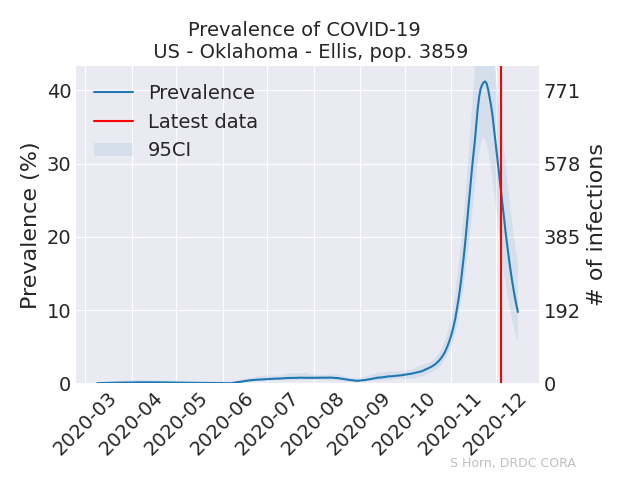 Prevalence of COVID-19
US - Oklahoma - Ellis, pop. 3859
Prevalence
Latest data
95CI
Prevalence (%)
40
30
20
10
0
771
578
385
192
0
# of infections
2020-03
2020-04
2020-05
2020-06
2020-07
2020-08
2020-09
2020-10
2020-11
2020-12
S Horn, DRDC CORA